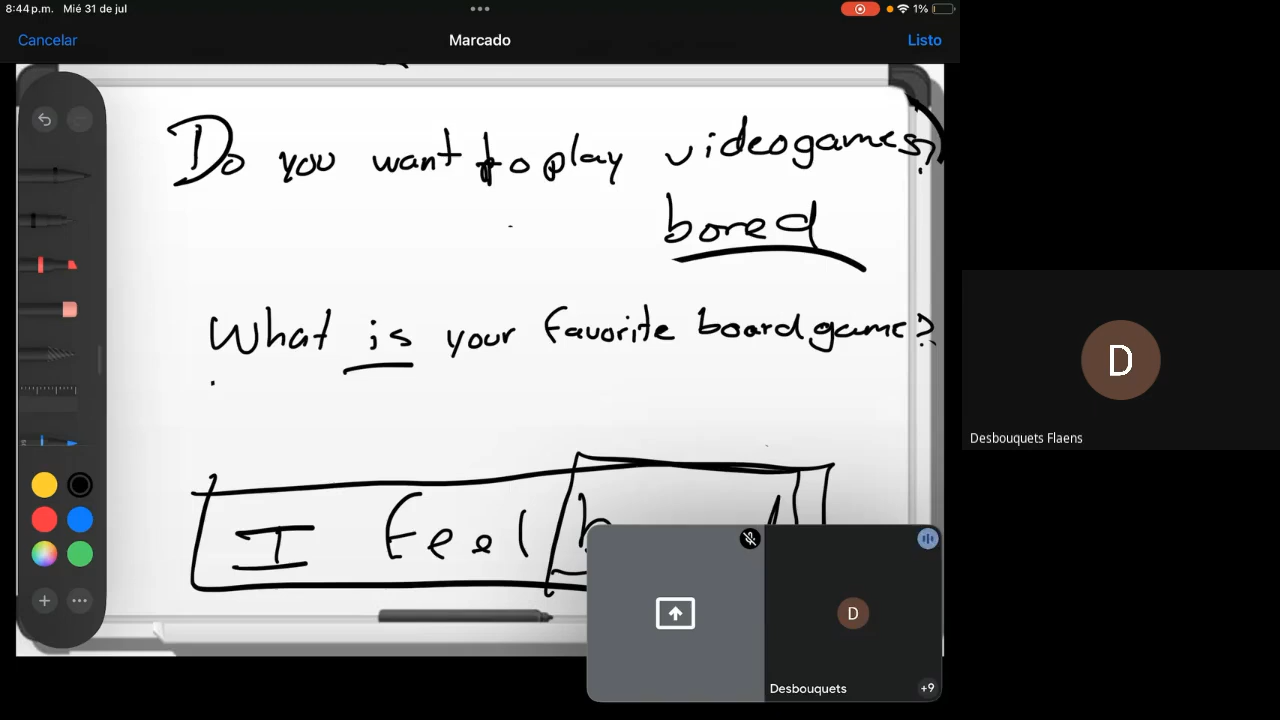 8:44 p.m. Mié 31 de jul
1%
Cancelar
Marcado
Listo
Do you want to play videogames?
bored
What is your favorite boardgame?
I feel
D
Desbouquets Flaens
D
Desbouquets
+9